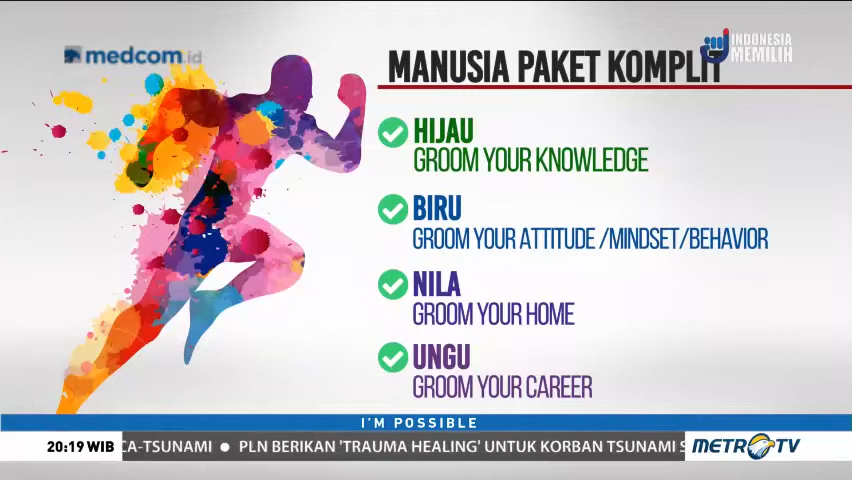 medcom.id
INDONESIA
MEMILIH
MANUSIA PAKET KOMPLIT
HIJAU
GROOM YOUR KNOWLEDGE
BIRU
GROOM YOUR ATTITUDE /MINDSET/BEHAVIOR
NILA
GROOM YOUR HOME
UNGU
GROOM YOUR CAREER
I'M POSSIBLE
20:19 WIB CA-TSUNAMI ● PLN BERIKAN 'TRAUMA HEALING' UNTUK KORBAN TSUNAMI S METRO TV